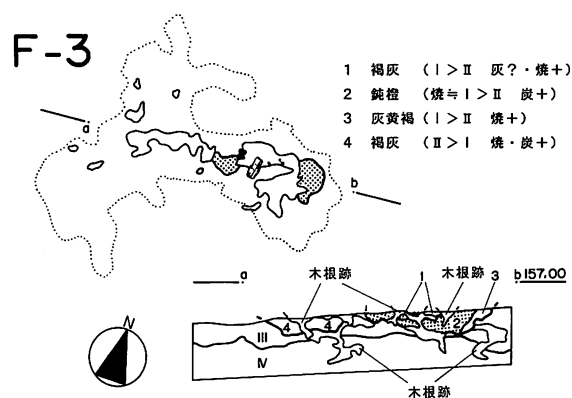 F-3
1 褐灰 （Ⅰ＞Ⅱ 灰？・焼＋）
2 鈍橙 （焼≒Ⅰ＞Ⅱ 炭＋）
3 灰黄褐（Ⅰ＞Ⅱ 焼＋）
4 褐灰 （Ⅱ＞Ⅰ 焼・炭＋）
a
b
a 木根跡 1 木根跡 3 b 157.00
4 4 2
III
IV
木根跡
N